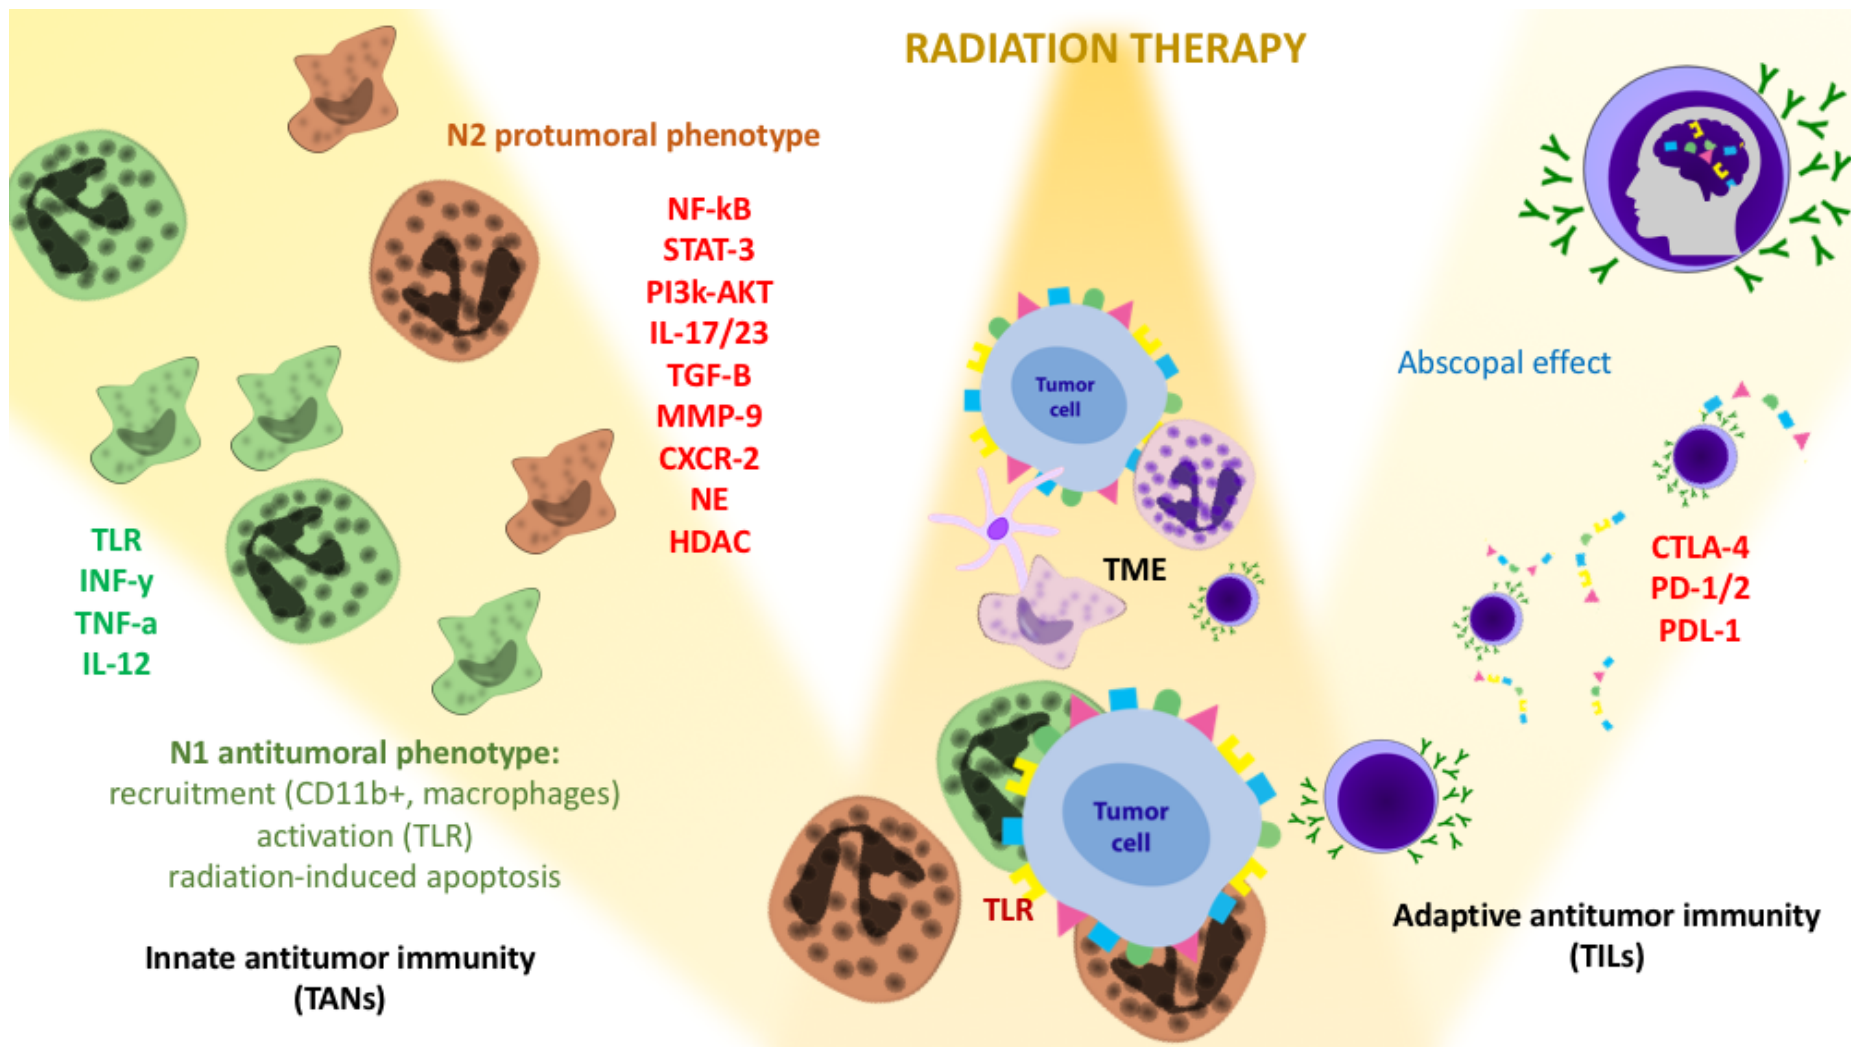 RADIATION THERAPY
N2 protumoral phenotype
NF-kB
STAT-3
PI3k-AKT
IL-17/23
TGF-B
MMP-9
CXCR-2
NE
HDAC
TLR
INF-y
TNF-a
IL-12
N1 antitumoral phenotype:
recruitment (CD11b+, macrophages)
activation (TLR)
radiation-induced apoptosis
Innate antitumor immunity
(TANs)
Tumor
cell
TME
Tumor
cell
TLR
Abscopal effect
CTLA-4
PD-1/2
PDL-1
Adaptive antitumor immunity
(TILs)